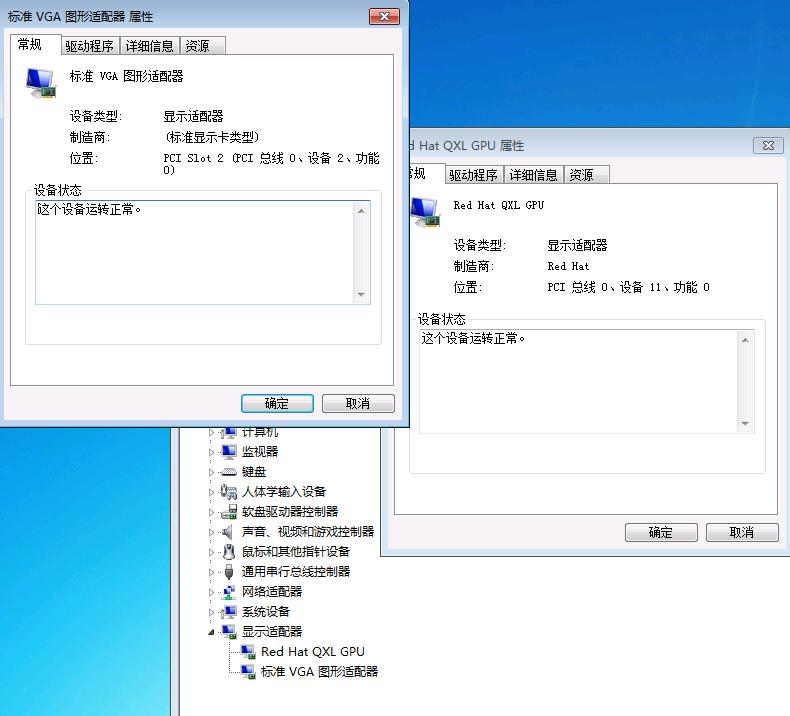 标准 VGA 图形适配器 属性
常规 驱动程序 详细信息 资源
标准 VGA 图形适配器
设备类型: 显示适配器
制造商: (标准显示卡类型)
位置: PCI Slot 2 (PCI 总线 0、设备 2、功能
0)
设备状态
这个设备运转正常。
确定 取消
d Hat QXL GPU 属性
常规 驱动程序 详细信息 资源
Red Hat QXL GPU
设备类型: 显示适配器
制造商: Red Hat
位置: PCI 总线 0、设备 11、功能 0
设备状态
这个设备运转正常。
确定 取消
计算机
监视器
键盘
人体学输入设备
软盘驱动器控制器
声音、视频和游戏控制器
鼠标和其他指针设备
通用串行总线控制器
网络适配器
系统设备
显示适配器
Red Hat QXL GPU
标准 VGA 图形适配器